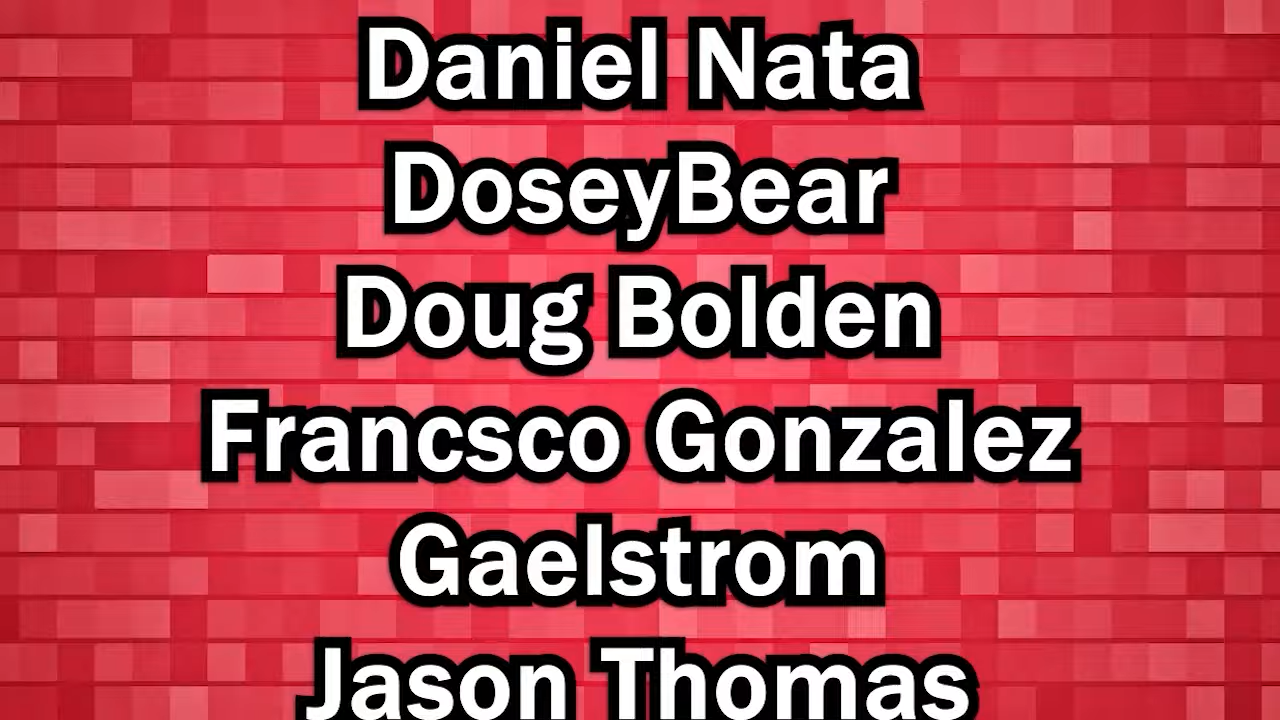 Daniel Nata
DoseyBear
Doug Bolden
Francsco Gonzalez
Gaelstrom
Jason Thomas